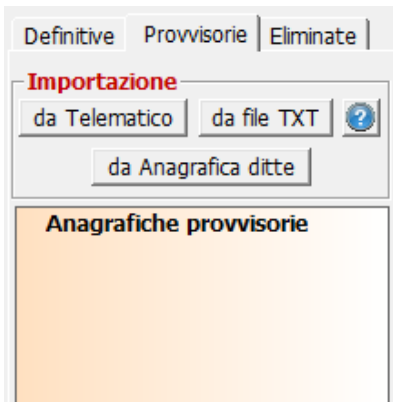 Definitive Provvisorie Eliminate
Importazione
da Telematico da file TXT ?
da Anagrafica ditte
Anagrafiche provvisorie